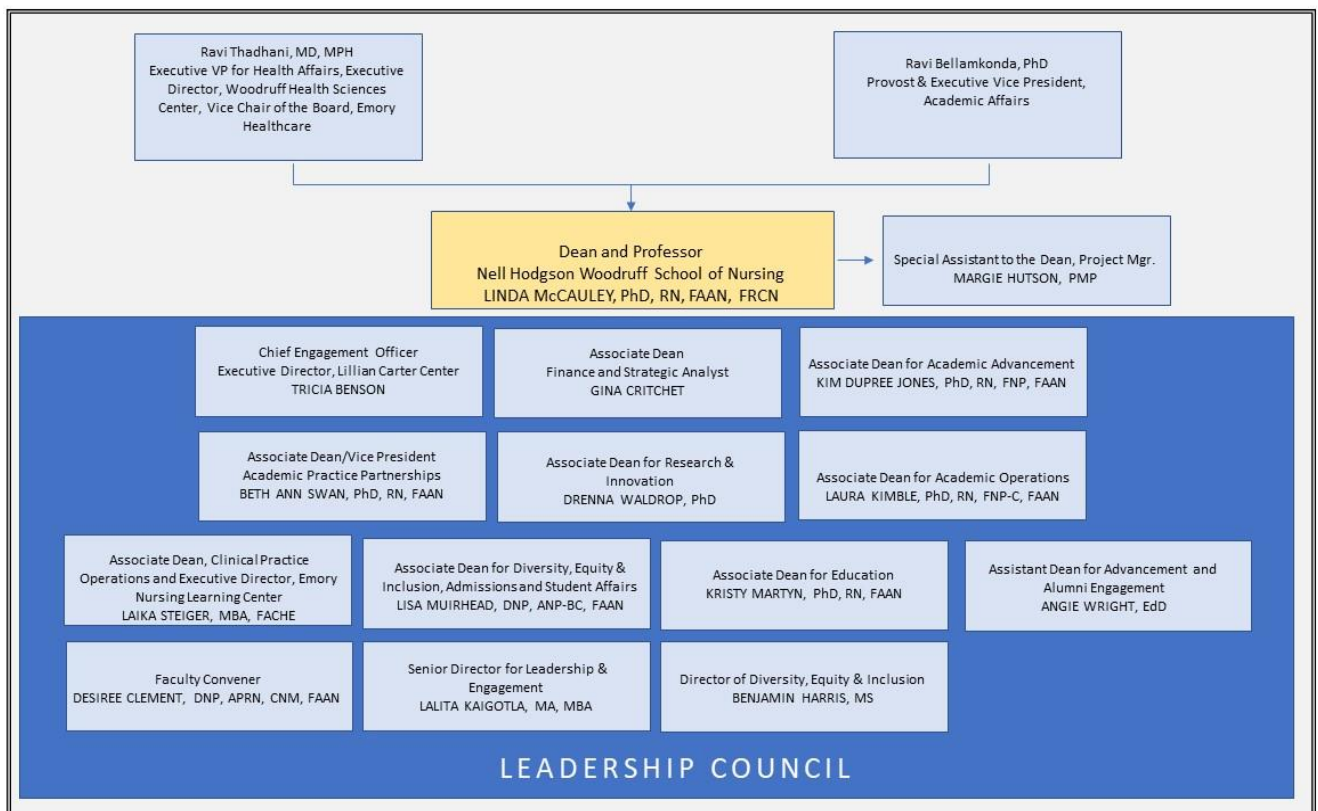 Ravi Thadhani, MD, MPH
Executive VP for Health Affairs, Executive
Director, Woodruff Health Sciences
Center, Vice Chair of the Board, Emory
Healthcare
Ravi Bellamkonda, PhD
Provost & Executive Vice President,
Academic Affairs
Dean and Professor
Nell Hodgson Woodruff School of Nursing
LINDA McCAULEY, PhD, RN, FAAN, FRCN
Special Assistant to the Dean, Project Mgr.
MARGIE HUTSON, PMP
Chief Engagement Officer
Executive Director, Lillian Carter Center
TRICIA BENSON
Associate Dean
Finance and Strategic Analyst
GINA CRITCHET
Associate Dean for Academic Advancement
KIM DUPREE JONES, PhD, RN, FNP, FAAN
Associate Dean/Vice President
Academic Practice Partnerships
BETH ANN SWAN, PhD, RN, FAAN
Associate Dean for Research &
Innovation
DRENNA WALDROP, PhD
Associate Dean for Academic Operations
LAURA KIMBLE, PhD, RN, FNP-C, FAAN
Associate Dean, Clinical Practice
Operations and Executive Director, Emory
Nursing Learning Center
LAIKA STEIGER, MBA, FACHE
Associate Dean for Diversity, Equity &
Inclusion, Admissions and Student Affairs
LISA MUIRHEAD, DNP, ANP-BC, FAAN
Associate Dean for Education
KRISTY MARTYN, PhD, RN, FAAN
Assistant Dean for Advancement and
Alumni Engagement
ANGIE WRIGHT, EdD
Faculty Convener
DESIREE CLEMENT, DNP, APRN, CNM, FAAN
Senior Director for Leadership &
Engagement
LALITA KAIGOTLA, MA, MBA
Director of Diversity, Equity & Inclusion
BENJAMIN HARRIS, MS
LEADERSHIP COUNCIL